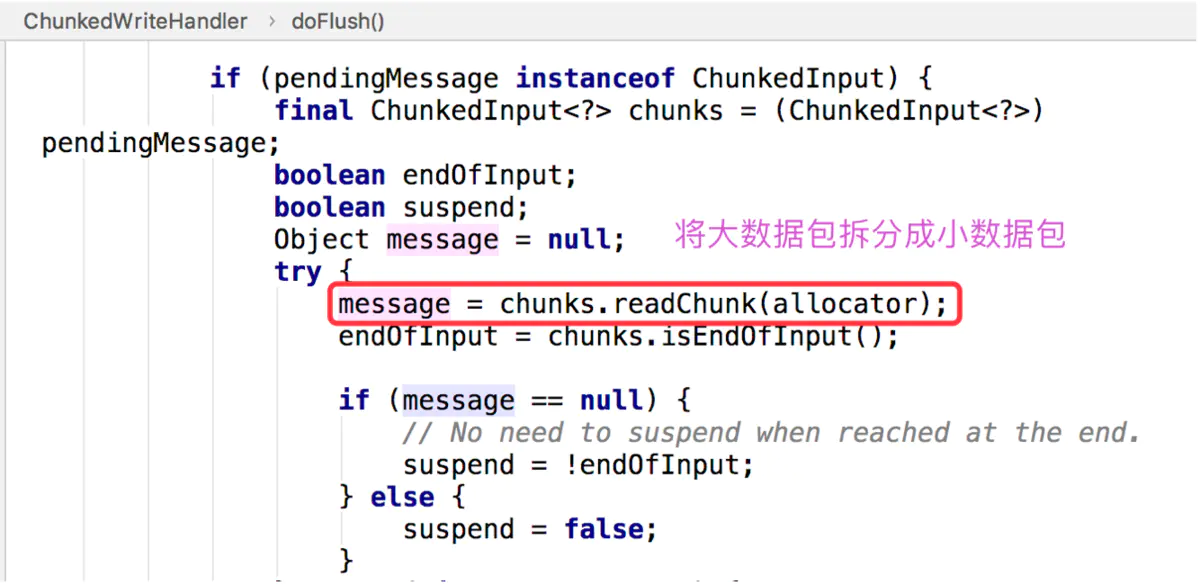 ChunkedWriteHandler > doFlush()
if (pendingMessage instanceof ChunkedInput) {
final ChunkedInput<?> chunks = (ChunkedInput<?>)
pendingMessage;
boolean endOfInput;
boolean suspend;
Object message = null; 将大数据包拆分成小数据包
try {
message = chunks.readChunk(allocator);
endOfInput = chunks.isEndOfInput();
if (message == null) {
// No need to suspend when reached at the end.
suspend = !endOfInput;
} else {
suspend = false;
}